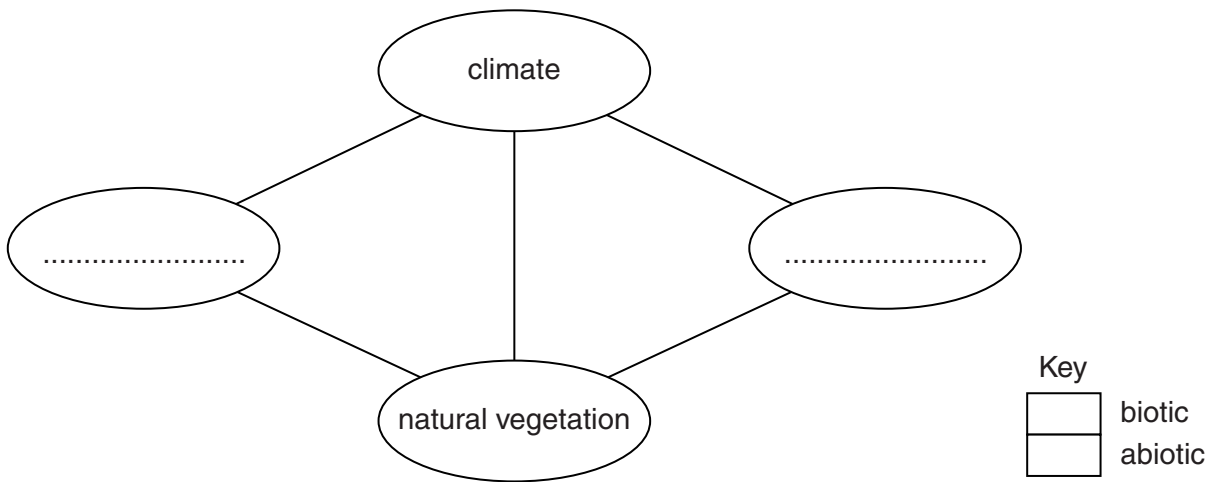 climate
......................... .........................
natural vegetation
Key
biotic
abiotic